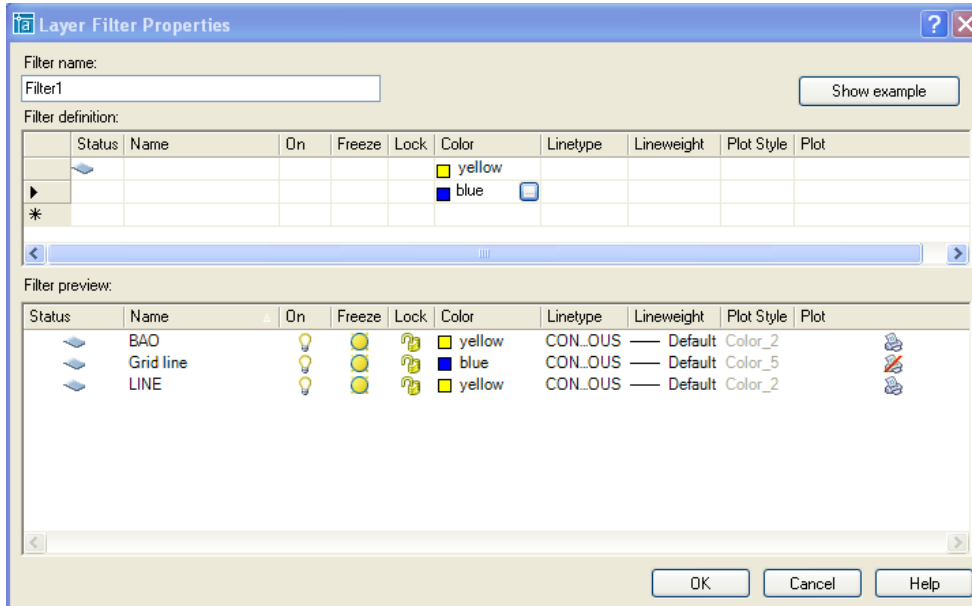 Layer Filter Properties
Filter name:
Filter1
Show example
Filter definition:
Status Name On Freeze Lock Color Linetype Lineweight Plot Style Plot
yellow
blue ...
*
Filter preview:
Status Name On Freeze Lock Color Linetype Lineweight Plot Style Plot
BAO yellow CON...OUS Default Color_2
Grid line blue CON...OUS Default Color_5
LINE yellow CON...OUS Default Color_2
OK Cancel Help